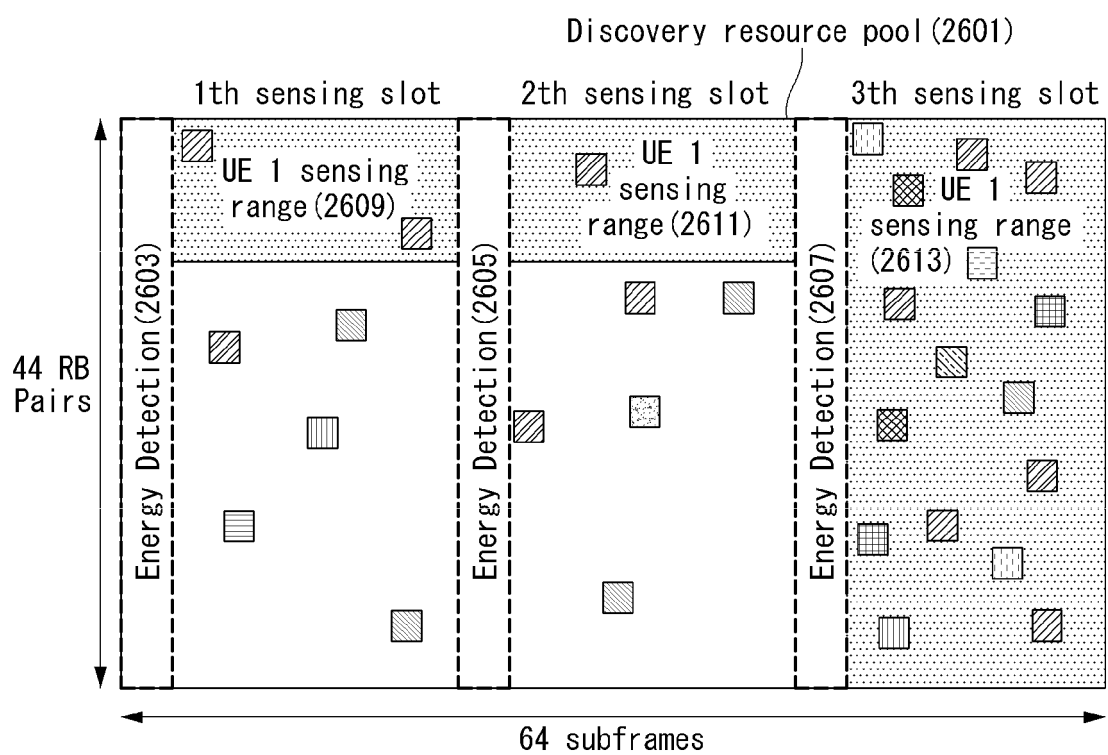 Discovery resource pool(2601)
1th sensing slot
2th sensing slot
3th sensing slot
UE 1 sensing
range(2609)
UE 1
sensing
range(2611)
UE 1
sensing range
(2613)
Energy Detection(2603)
Energy Detection(2605)
Energy Detection(2607)
44 RB
Pairs
64 subframes